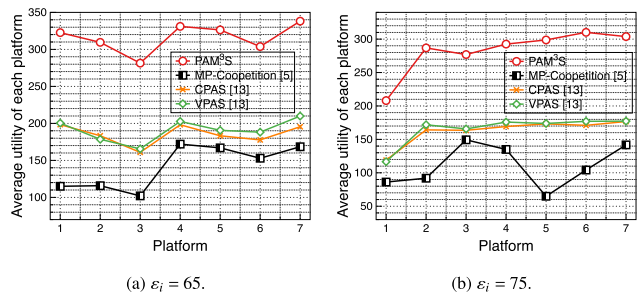 Average utility of each platform
350
300
250
200
150
100
PAM³S
MP-Coopetition [5]
CPAS [13]
VPAS [13]
1 2 3 4 5 6 7
Platform
(a) εᵢ = 65.
Average utility of each platform
350
300
250
200
150
100
50
PAM³S
MP-Coopetition [5]
CPAS [13]
VPAS [13]
1 2 3 4 5 6 7
Platform
(b) εᵢ = 75.